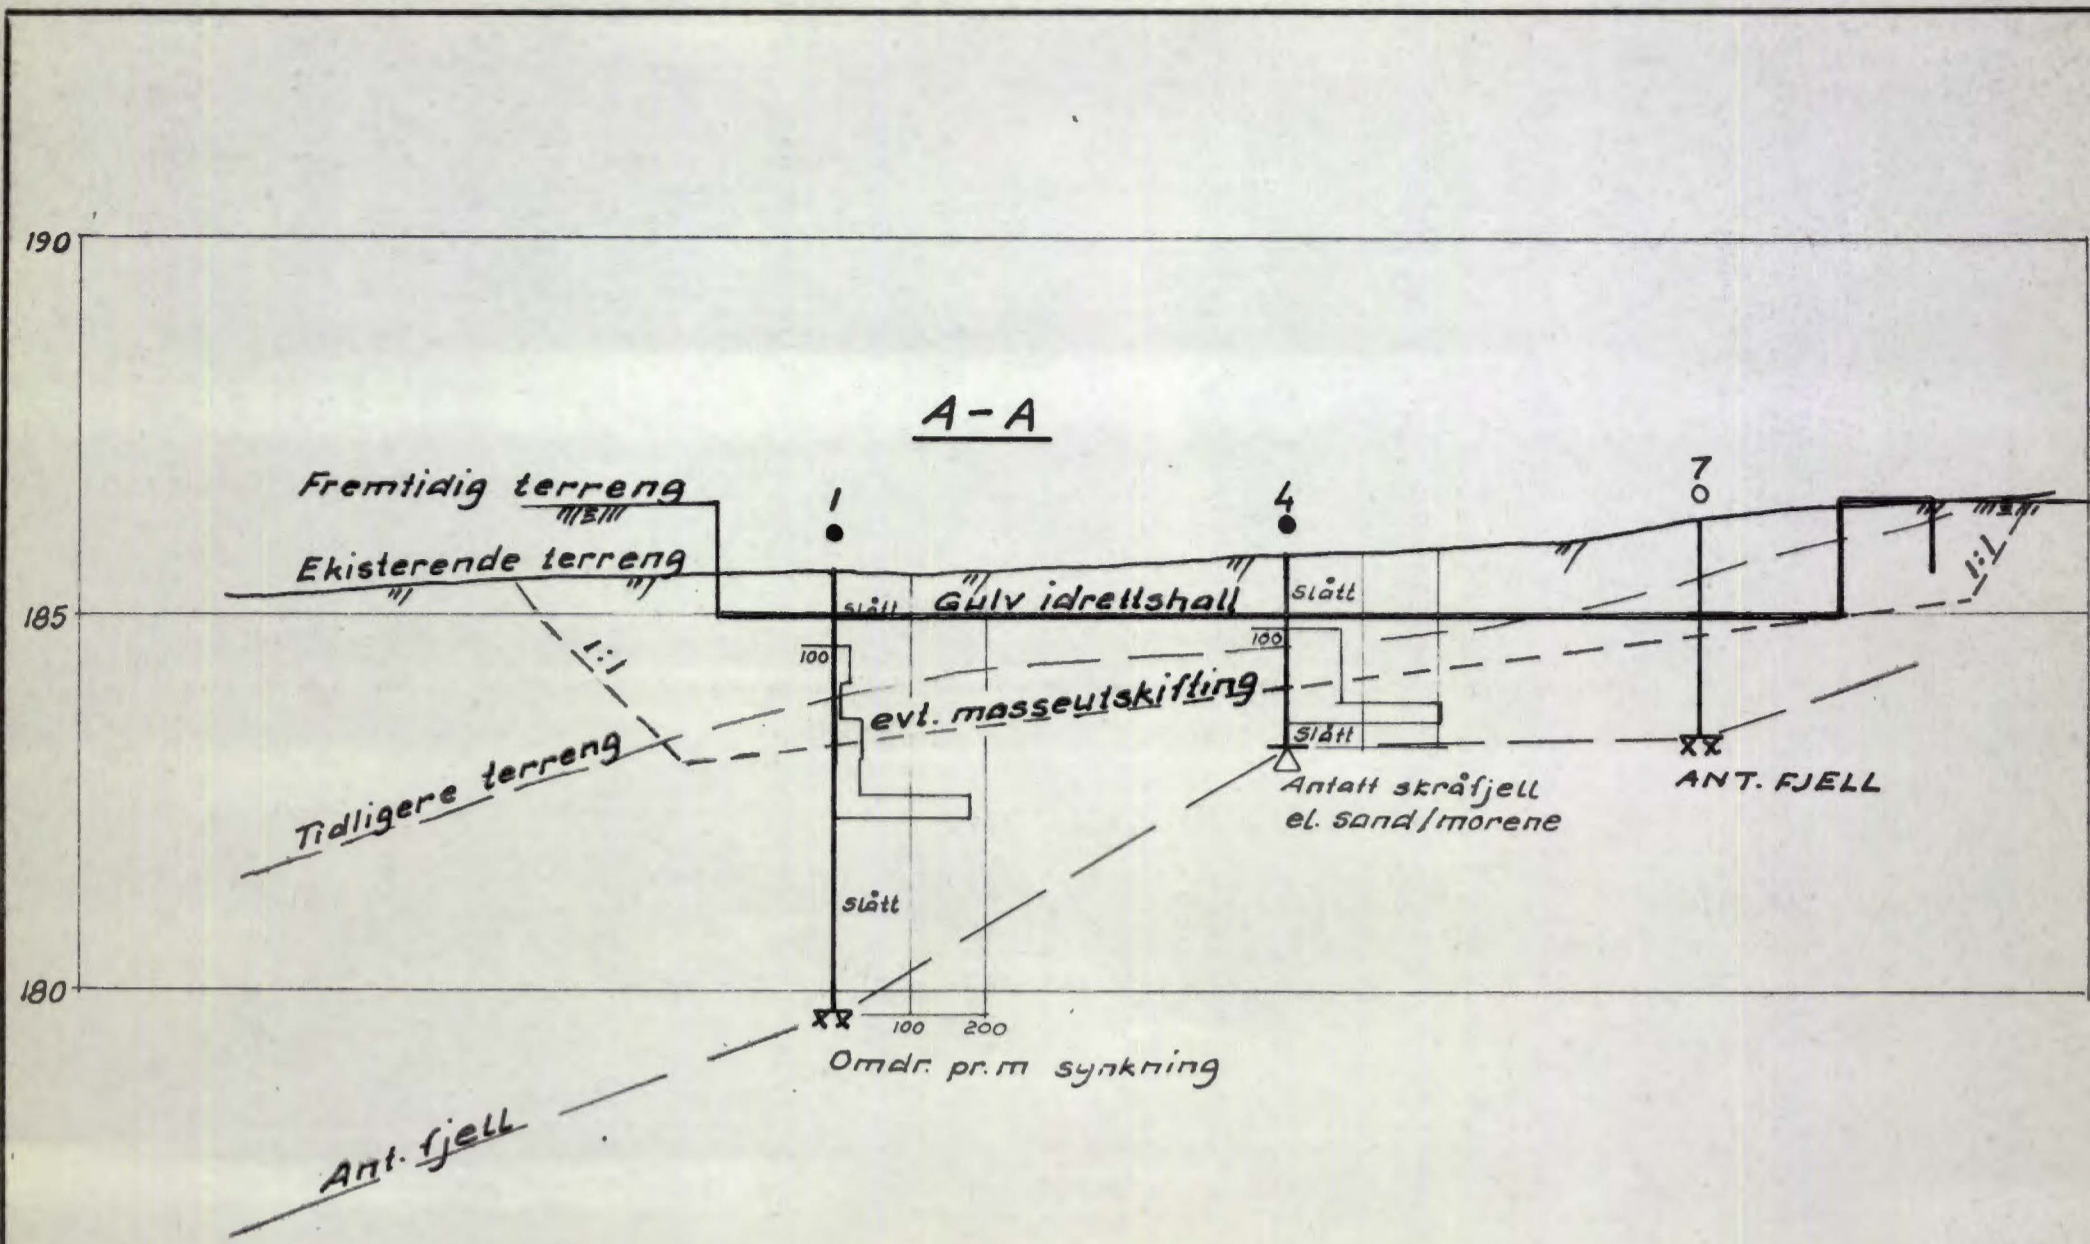 190
A-A
Fremtidig terreng
1
4
7
Ekisterende terreng
185
slått
Gulv idrettshall
slått
1:1
1:1
100
100
evt. masseutskifting
slått
Tidligere terreng
Antatt skråfjell
el. sand/morene
ANT. FJELL
slått
180
100 200
Omdr. pr. m synkning
Ant. fjell